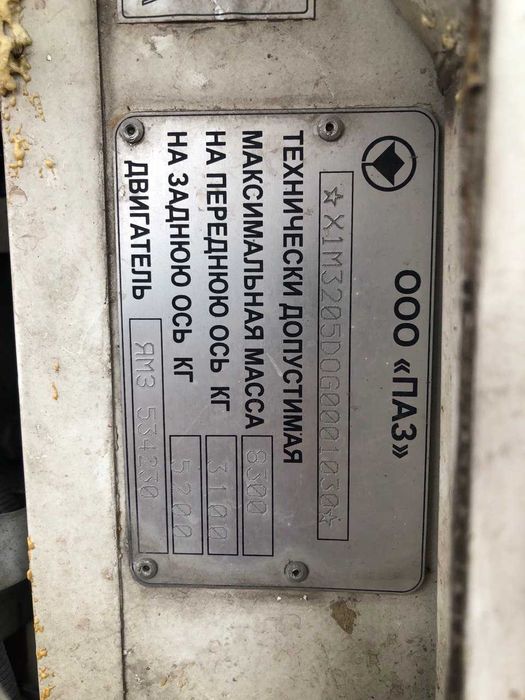 ООО «ПАЗ»
☆X1M3205D0G0001030☆
ТЕХНИЧЕСКИ ДОПУСТИМАЯ
МАКСИМАЛЬНАЯ МАССА 8300
НА ПЕРЕДНЮЮ ОСЬ КГ 3100
НА ЗАДНЮЮ ОСЬ КГ 5200
ДВИГАТЕЛЬ ЯМЗ 534230